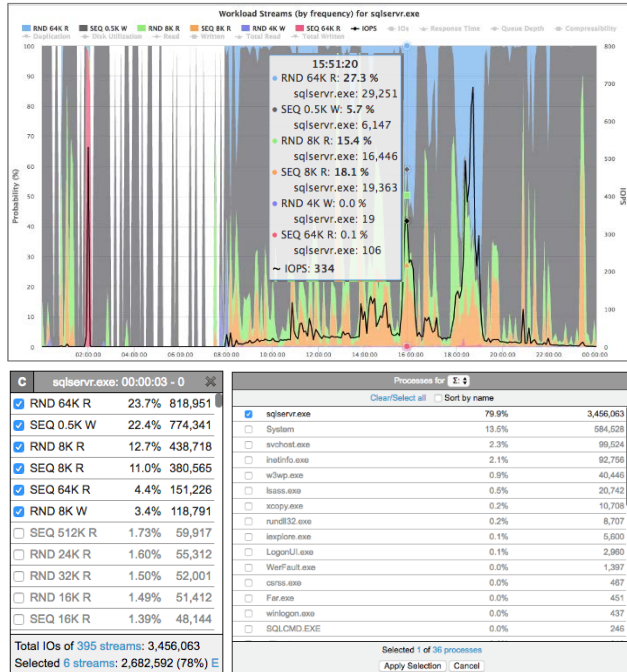 Workload Streams (by frequency) for sqlservr.exe
RND 64K R SEQ 0.5K W RND 8K R SEQ 8K R RND 4K W SEQ 64K R IOPS IOs Response Time Queue Depth Compressibility
Duplication Disk Utilization Read Written Total Read Total Written
100 90 80 70 60 50 40 30 20 10 0
Probability (%)
15:51:20
RND 64K R: 27.3 %
sqlservr.exe: 29,251
SEQ 0.5K W: 5.7 %
sqlservr.exe: 6,147
RND 8K R: 15.4 %
sqlservr.exe: 16,446
SEQ 8K R: 18.1 %
sqlservr.exe: 19,363
RND 4K W: 0.0 %
sqlservr.exe: 19
SEQ 64K R: 0.1 %
sqlservr.exe: 106
~ IOPS: 334
800 700 600 500 400 300 200 100 0
IOPS
02:00:00 04:00:00 06:00:00 08:00:00 10:00:00 12:00:00 14:00:00 16:00:00 18:00:00 20:00:00 22:00:00 00:00:00
C sqlservr.exe: 00:00:03 - 0
RND 64K R 23.7% 818,951
SEQ 0.5K W 22.4% 774,341
RND 8K R 12.7% 438,718
SEQ 8K R 11.0% 380,565
SEQ 64K R 4.4% 151,226
RND 8K W 3.4% 118,791
SEQ 512K R 1.73% 59,917
RND 24K R 1.60% 55,312
RND 32K R 1.50% 52,001
RND 16K R 1.49% 51,412
SEQ 16K R 1.39% 48,144
Total IOs of 395 streams: 3,456,063
Selected 6 streams: 2,682,592 (78%) E
Processes for Σ:
Clear/Select all Sort by name
sqlservr.exe 79.9% 3,456,063
System 13.5% 584,528
svchost.exe 2.3% 99,524
inetinfo.exe 2.1% 92,756
w3wp.exe 0.9% 40,446
lsass.exe 0.5% 20,742
xcopy.exe 0.2% 10,708
rundll32.exe 0.2% 8,707
iexplore.exe 0.1% 5,600
LogonUI.exe 0.1% 2,960
WerFault.exe 0.0% 1,397
csrss.exe 0.0% 467
Far.exe 0.0% 451
winlogon.exe 0.0% 437
SQLCMD.EXE 0.0% 246
Selected 1 of 36 processes
Apply Selection Cancel